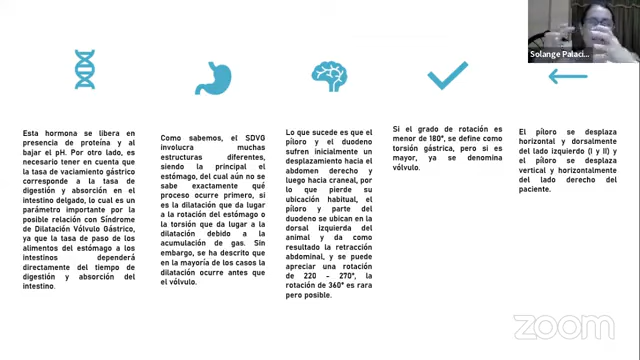 Solange Palaci...
Esta hormona se libera en
presencia de proteína y al
bajar el pH. Por otro lado, es
necesario tener en cuenta que
la tasa de vaciamiento gástrico
corresponde a la tasa de
digestión y absorción en el
intestino delgado, lo cual es un
parámetro importante por la
posible relación con Síndrome
de Dilatación Vólvulo Gástrico,
ya que la tasa de paso de los
alimentos del estómago a los
intestinos dependerá
directamente del tiempo de
digestión y absorción del
intestino.
Como sabemos, el SDVG
involucra muchas
estructuras diferentes,
siendo la principal el
estómago, del cual aún no se
sabe exactamente qué
proceso ocurre primero, si
es la dilatación que da lugar
a la rotación del estómago o
la torsión que da lugar a la
dilatación debido a la
acumulación de gas. Sin
embargo, se ha descrito que
en la mayoría de los casos la
dilatación ocurre antes que
el vólvulo.
Lo que sucede es que el
píloro y el duodeno
sufren inicialmente un
desplazamiento hacia el
abdomen derecho y
luego hacia craneal, por
lo que pierde su
ubicación habitual, el
píloro y parte del
duodeno se ubican en la
dorsal izquierda del
animal y da como
resultado la retracción
abdominal, y se puede
apreciar una rotación
de 220 - 270°, la
rotación de 360° es rara
pero posible.
Si el grado de rotación es
menor de 180°, se define como
torsión gástrica, pero si es
mayor, ya se denomina
vólvulo.
El píloro se desplaza
horizontal y dorsalmente
del lado izquierdo (I y II) y
el píloro se desplaza
vertical y horizontalmente
del lado derecho del
paciente.
zoom